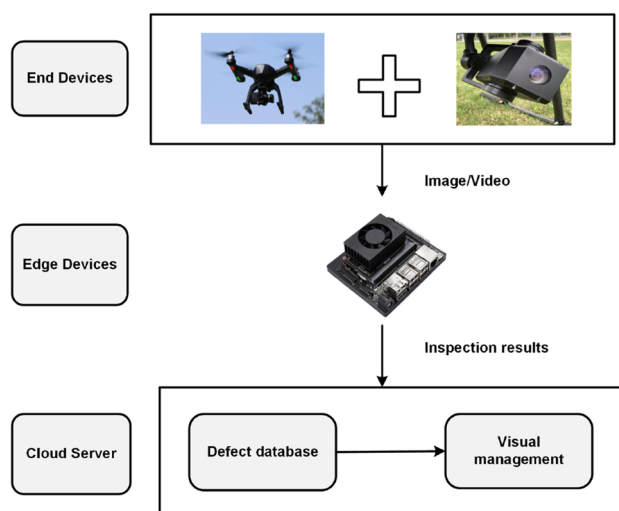 End Devices
Image/Video
Edge Devices
Inspection results
Cloud Server
Defect database
Visual
management